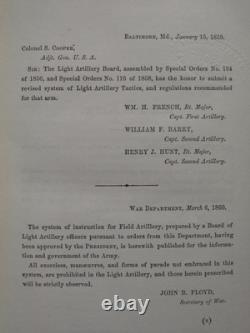 BALTIMORE, Md., January 15, 1859.
Colonel S. COOPER,
Adjt. Gen. U. S. A.
SIR: The Light Artillery Board, assembled by Special Orders No. 134
of 1856, and Special Orders No. 116 of 1858, has the honor to submit a
revised system of Light Artillery Tactics, and regulations recommended
for that arm.
WM. H. FRENCH, Bt. Major,
Capt. First Artillery.
WILLIAM F. BARRY,
Capt. Second Artillery.
HENRY J. HUNT, Bt. Major,
Capt. Second Artillery.
WAR DEPARTMENT, March 6, 1860.
The system of instruction for Field Artillery, prepared by a Board of
Light Artillery officers pursuant to orders from this Department, having
been approved by the PRESIDENT, is herewith published for the information
and government of the Army.
All exercises, manœuvres, and forms of parade not embraced in this
system, are prohibited in the Light Artillery, and those herein prescribed
will be strictly observed.
JOHN B. FLOYD,
Secretary of War.